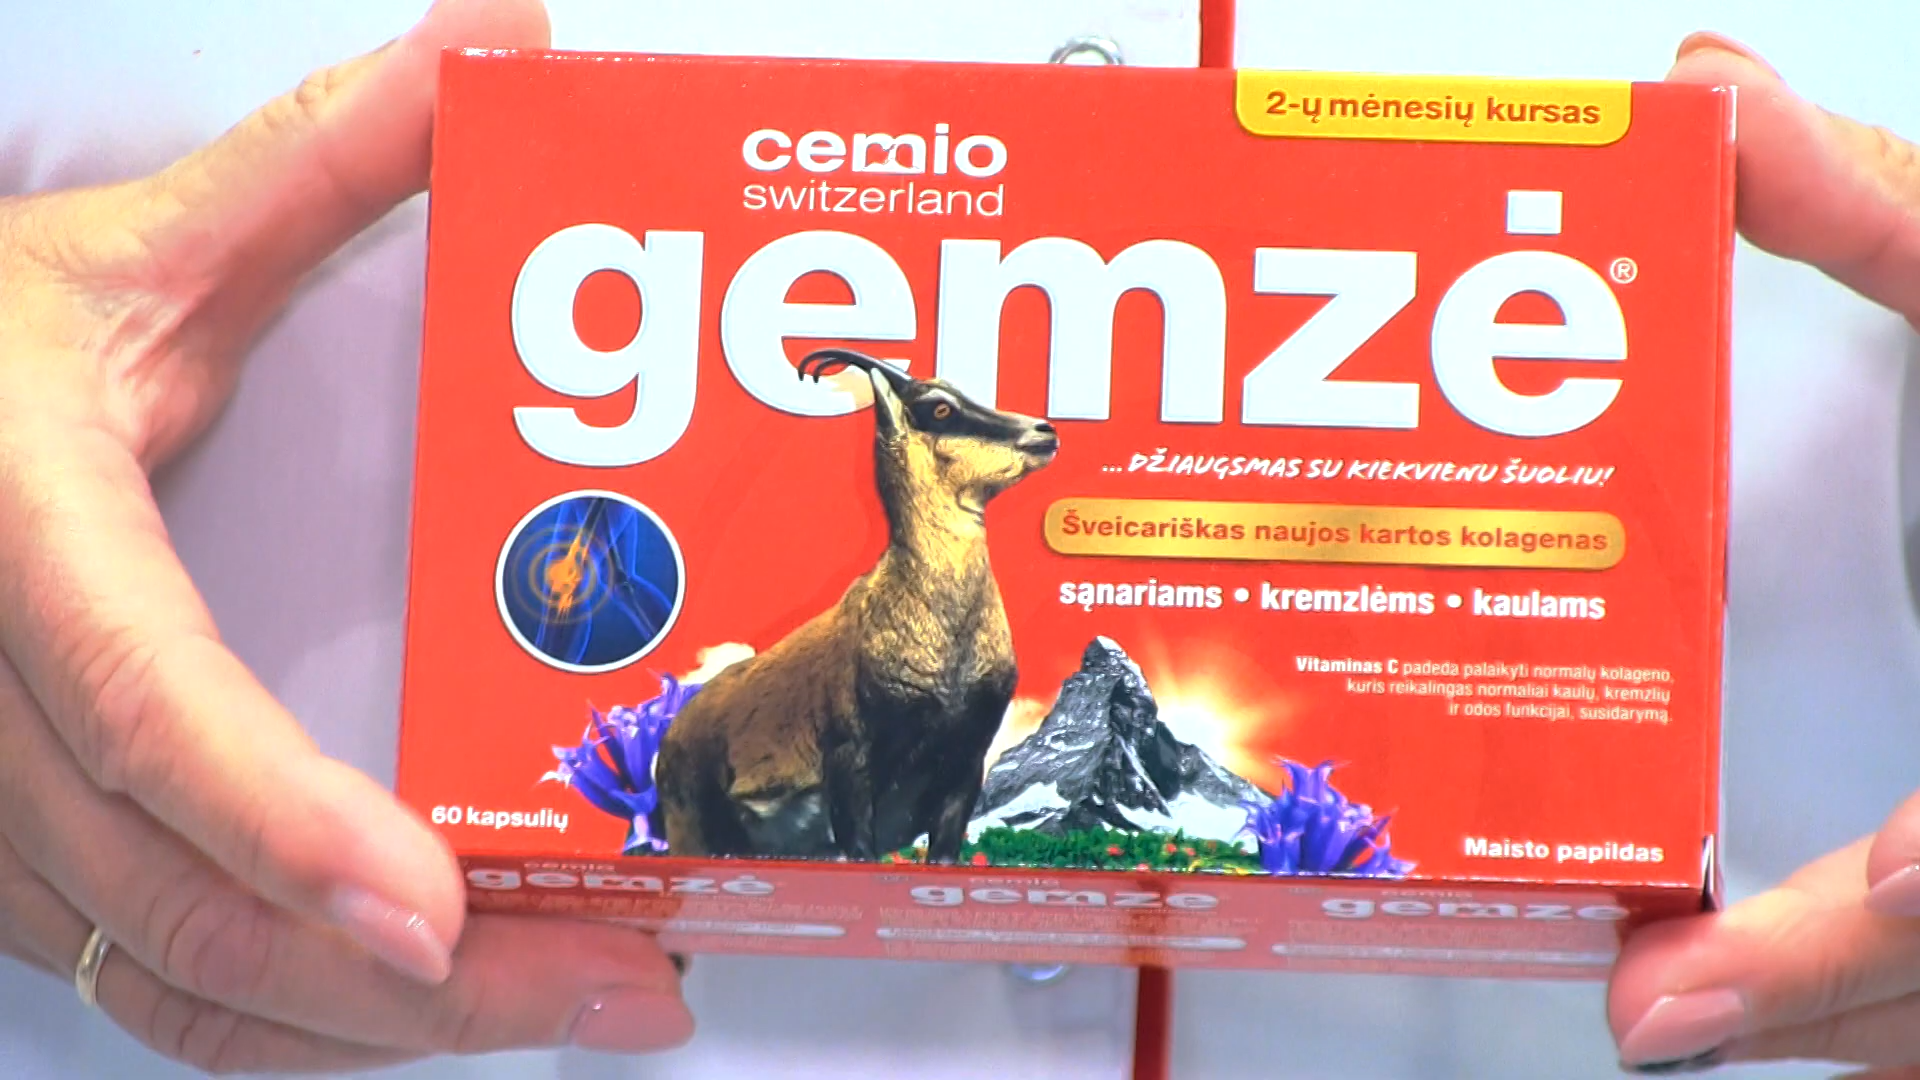 2-ų mėnesių kursas
cemio
switzerland
gemzė®
... DŽIAUGSMAS SU KIEKVIENU ŠUOLIU!
Šveicariškas naujos kartos kolagenas
sąnariams • kremzlėms • kaulams
Vitaminas C padeda palaikyti normalų kolageno,
kuris reikalingas normaliai kaulų, kremzlių
ir odos funkcijai, susidarymą.
60 kapsulių
Maisto papildas
gemzė gemzė gemzė